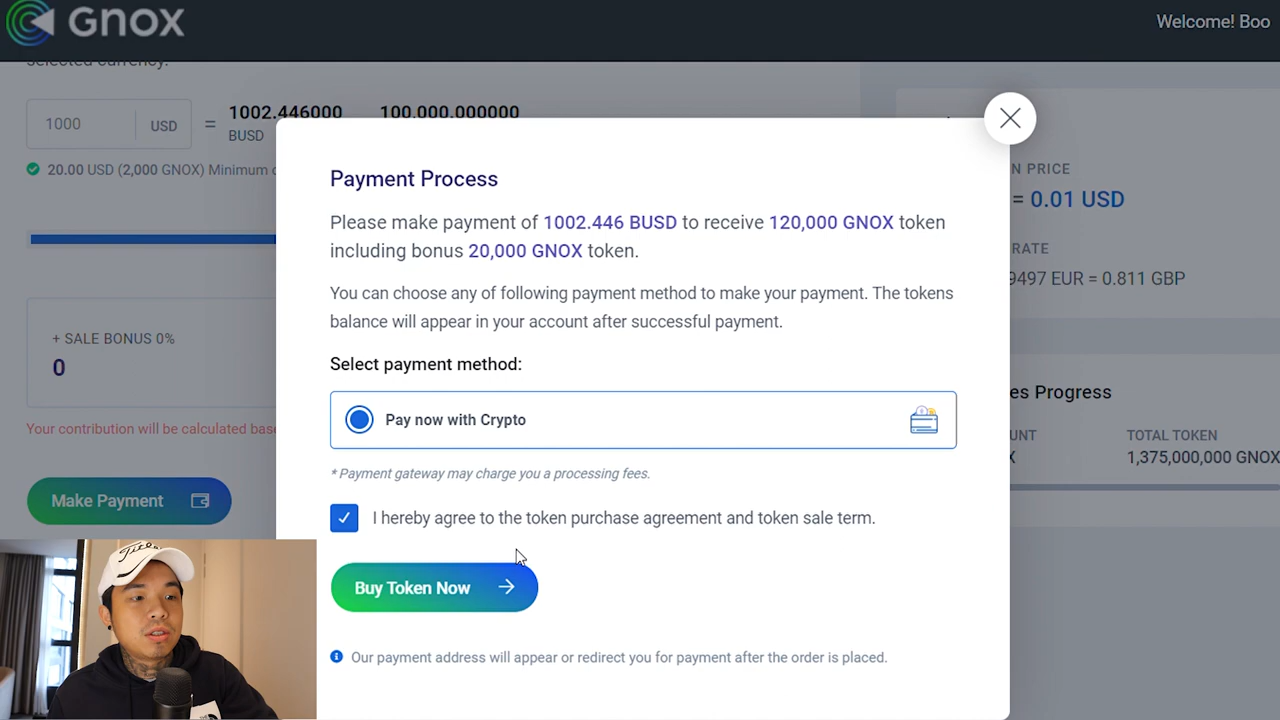 Gnox
Welcome! Boo
Selected currency:
1000 USD = 1002.446000 100,000.000000
BUSD
20.00 USD (2,000 GNOX) Minimum
N PRICE
= 0.01 USD
RATE
9497 EUR = 0.811 GBP
+ SALE BONUS 0%
0
Your contribution will be calculated base
Make Payment
es Progress
UNT TOTAL TOKEN
X 1,375,000,000 GNOX
Payment Process
Please make payment of 1002.446 BUSD to receive 120,000 GNOX token
including bonus 20,000 GNOX token.
You can choose any of following payment method to make your payment. The tokens
balance will appear in your account after successful payment.
Select payment method:
Pay now with Crypto
* Payment gateway may charge you a processing fees.
I hereby agree to the token purchase agreement and token sale term.
Buy Token Now
Our payment address will appear or redirect you for payment after the order is placed.